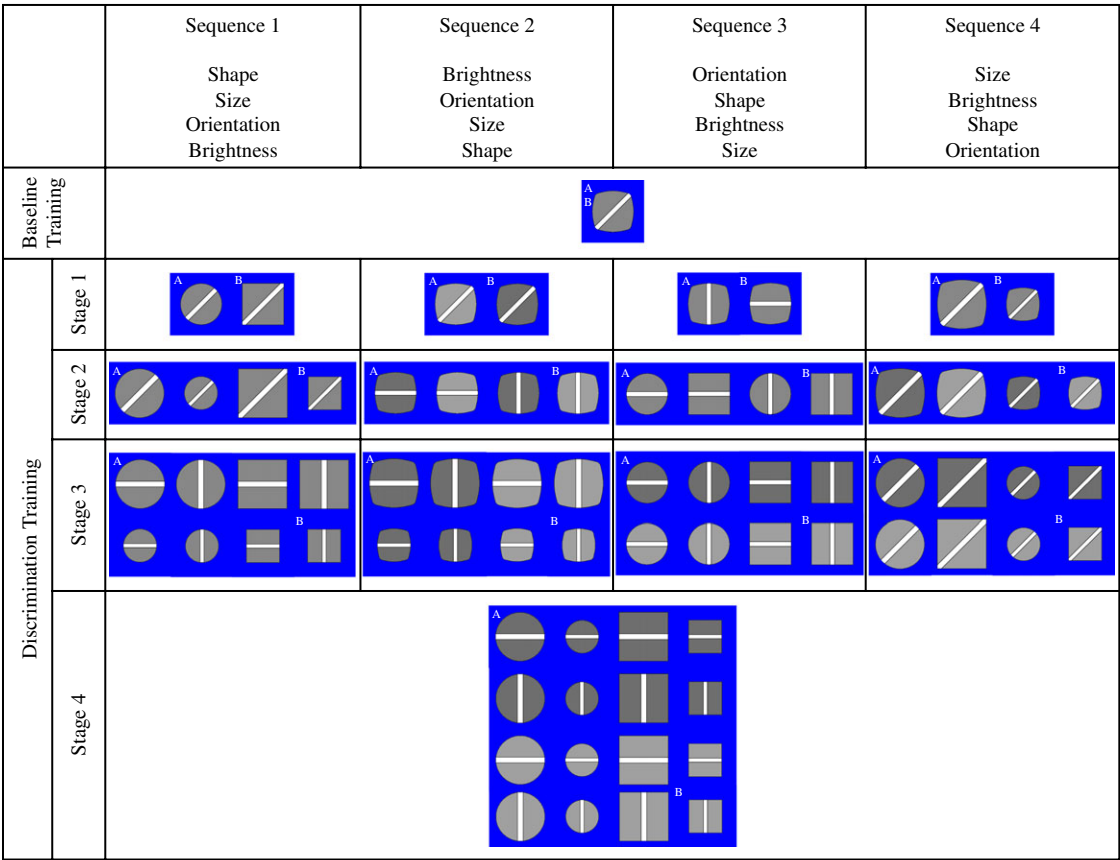 Sequence 1
Shape
Size
Orientation
Brightness
Sequence 2
Brightness
Orientation
Size
Shape
Sequence 3
Orientation
Shape
Brightness
Size
Sequence 4
Size
Brightness
Shape
Orientation
Baseline
Training
A
B
Discrimination Training
Stage 1
A B
A B
A B
A B
Stage 2
A B
A B
A B
A B
Stage 3
A
B
A
B
A
B
A
B
Stage 4
A
B